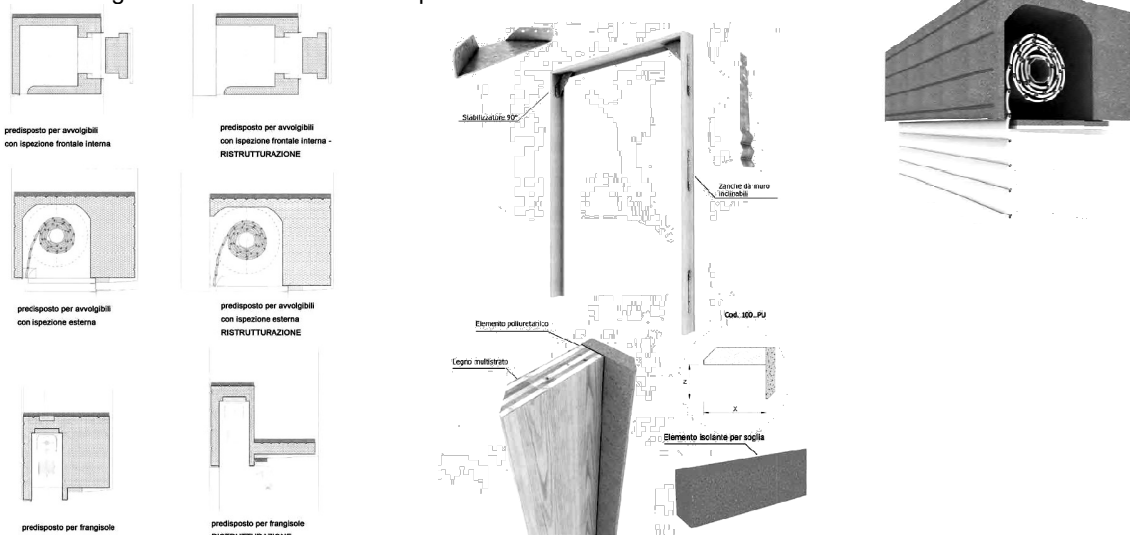 predisposto per avvolgibili
con ispezione frontale interna
predisposto per avvolgibili
con ispezione frontale interna -
RISTRUTTURAZIONE
predisposto per avvolgibili
con ispezione esterna
predisposto per avvolgibili
con ispezione esterna
RISTRUTTURAZIONE
predisposto per frangisole
predisposto per frangisole
RISTRUTTURAZIONE
Stabilizzatore 90°
Zanche da muro
inclinabili
Cod. 100_PU
Elemento poliuretanico
Legno multistrato
Z
X
Elemento isolante per soglia